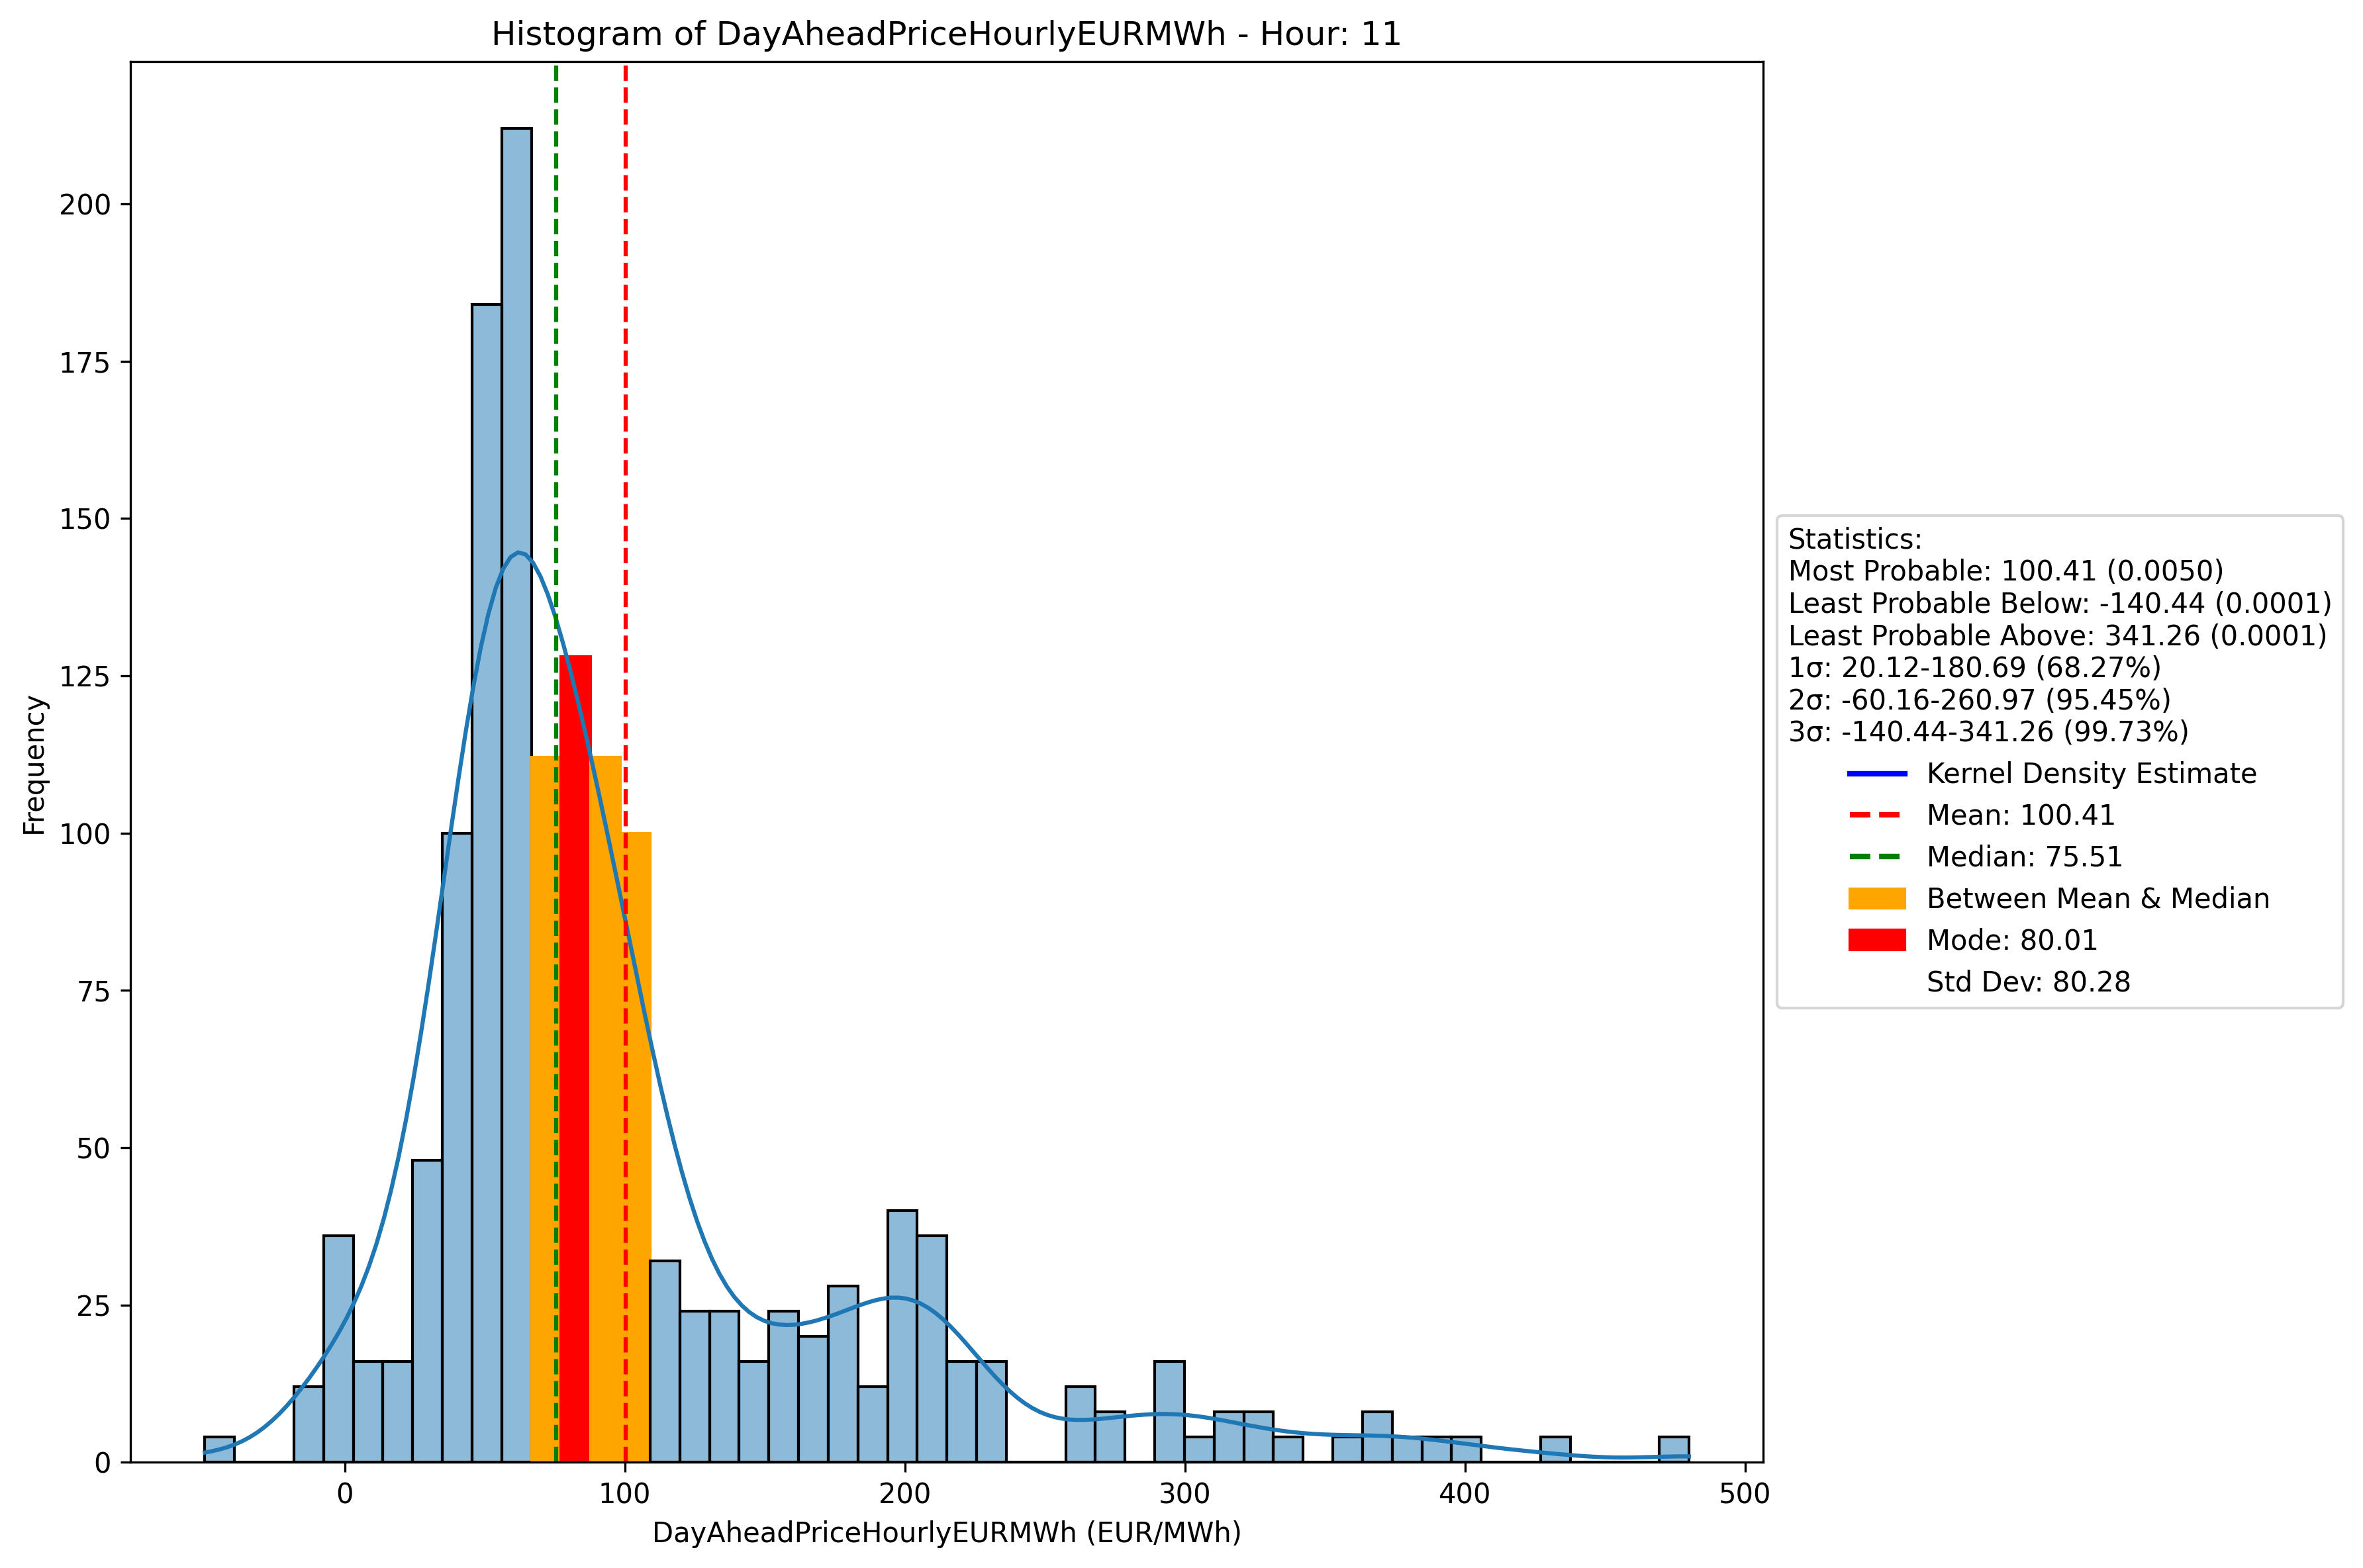 Histogram of DayAheadPriceHourlyEURMWh - Hour: 11
Frequency
200
175
150
125
100
75
50
25
0
0 100 200 300 400 500
DayAheadPriceHourlyEURMWh (EUR/MWh)
Statistics:
Most Probable: 100.41 (0.0050)
Least Probable Below: -140.44 (0.0001)
Least Probable Above: 341.26 (0.0001)
1σ: 20.12-180.69 (68.27%)
2σ: -60.16-260.97 (95.45%)
3σ: -140.44-341.26 (99.73%)
Kernel Density Estimate
Mean: 100.41
Median: 75.51
Between Mean & Median
Mode: 80.01
Std Dev: 80.28